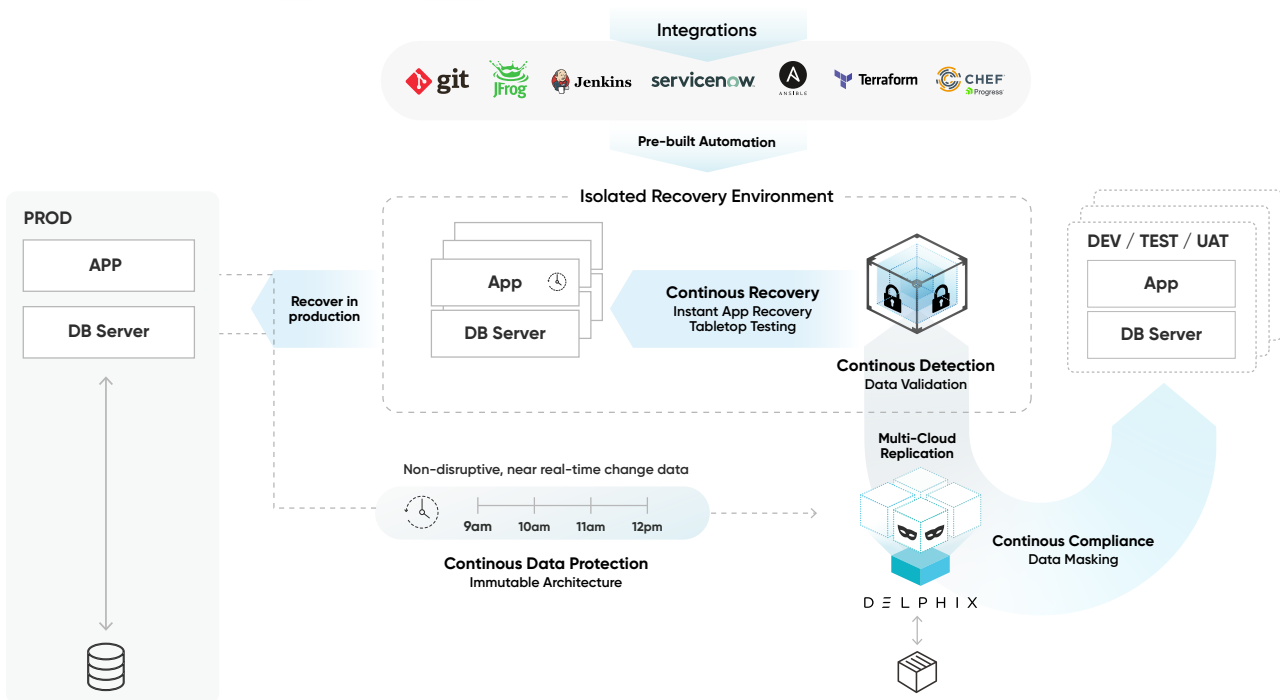 Integrations
git
JFrog
Jenkins
servicenow
ANSIBLE
Terraform
CHEF
Progress
Pre-built Automation
Isolated Recovery Environment
PROD
APP
DB Server
Recover in
production
App
DB Server
Continous Recovery
Instant App Recovery
Tabletop Testing
Continous Detection
Data Validation
DEV / TEST / UAT
App
DB Server
Multi-Cloud
Replication
Non-disruptive, near real-time change data
9am 10am 11am 12pm
Continous Data Protection
Immutable Architecture
Continous Compliance
Data Masking
DELPHIX